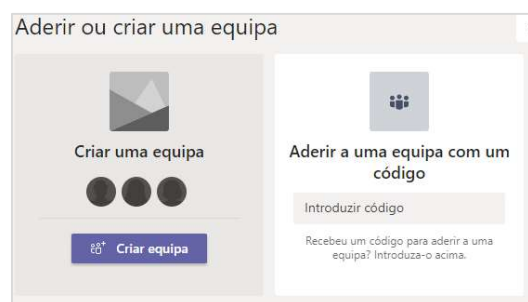 Aderir ou criar uma equipa
Criar uma equipa
Criar equipa
Aderir a uma equipa com um
código
Introduzir código
Recebeu um código para aderir a uma
equipa? Introduza-o acima.